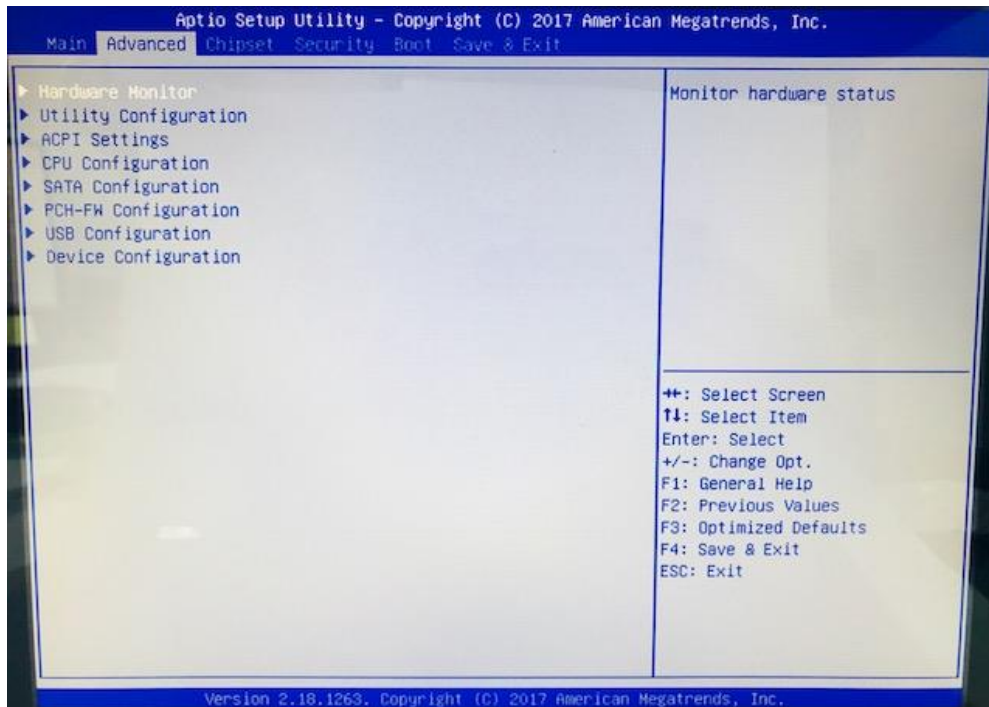 Aptio Setup Utility - Copyright (C) 2017 American Megatrends, Inc.
Main Advanced Chipset Security Boot Save & Exit
▶ Hardware Monitor
▶ Utility Configuration
▶ ACPI Settings
▶ CPU Configuration
▶ SATA Configuration
▶ PCH-FW Configuration
▶ USB Configuration
▶ Device Configuration
Monitor hardware status
→←: Select Screen
↑↓: Select Item
Enter: Select
+/-: Change Opt.
F1: General Help
F2: Previous Values
F3: Optimized Defaults
F4: Save & Exit
ESC: Exit
Version 2.18.1263. Copyright (C) 2017 American Megatrends, Inc.